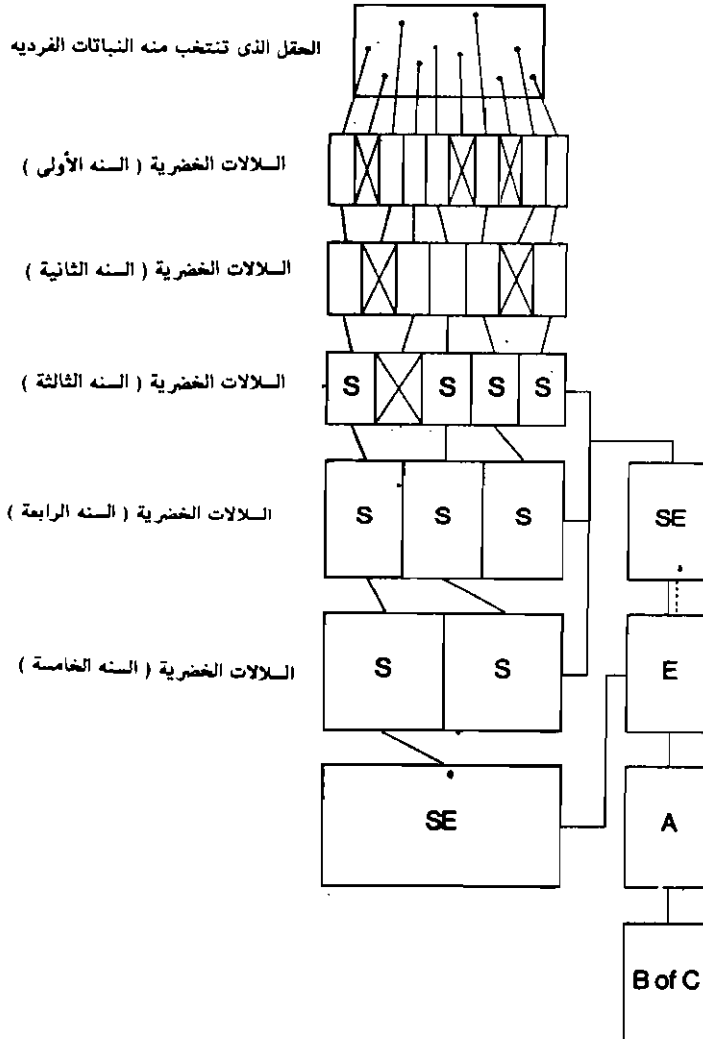 الحقل الذى تنتخب منه النباتات الفرديه
السلالات الخضرية ( السنه الأولى )
السلالات الخضرية ( السنه الثانية )
السلالات الخضرية ( السنه الثالثة )
S S S S
السلالات الخضرية ( السنه الرابعة )
S S S SE
السلالات الخضرية ( السنه الخامسة )
S S E
SE A
B of C